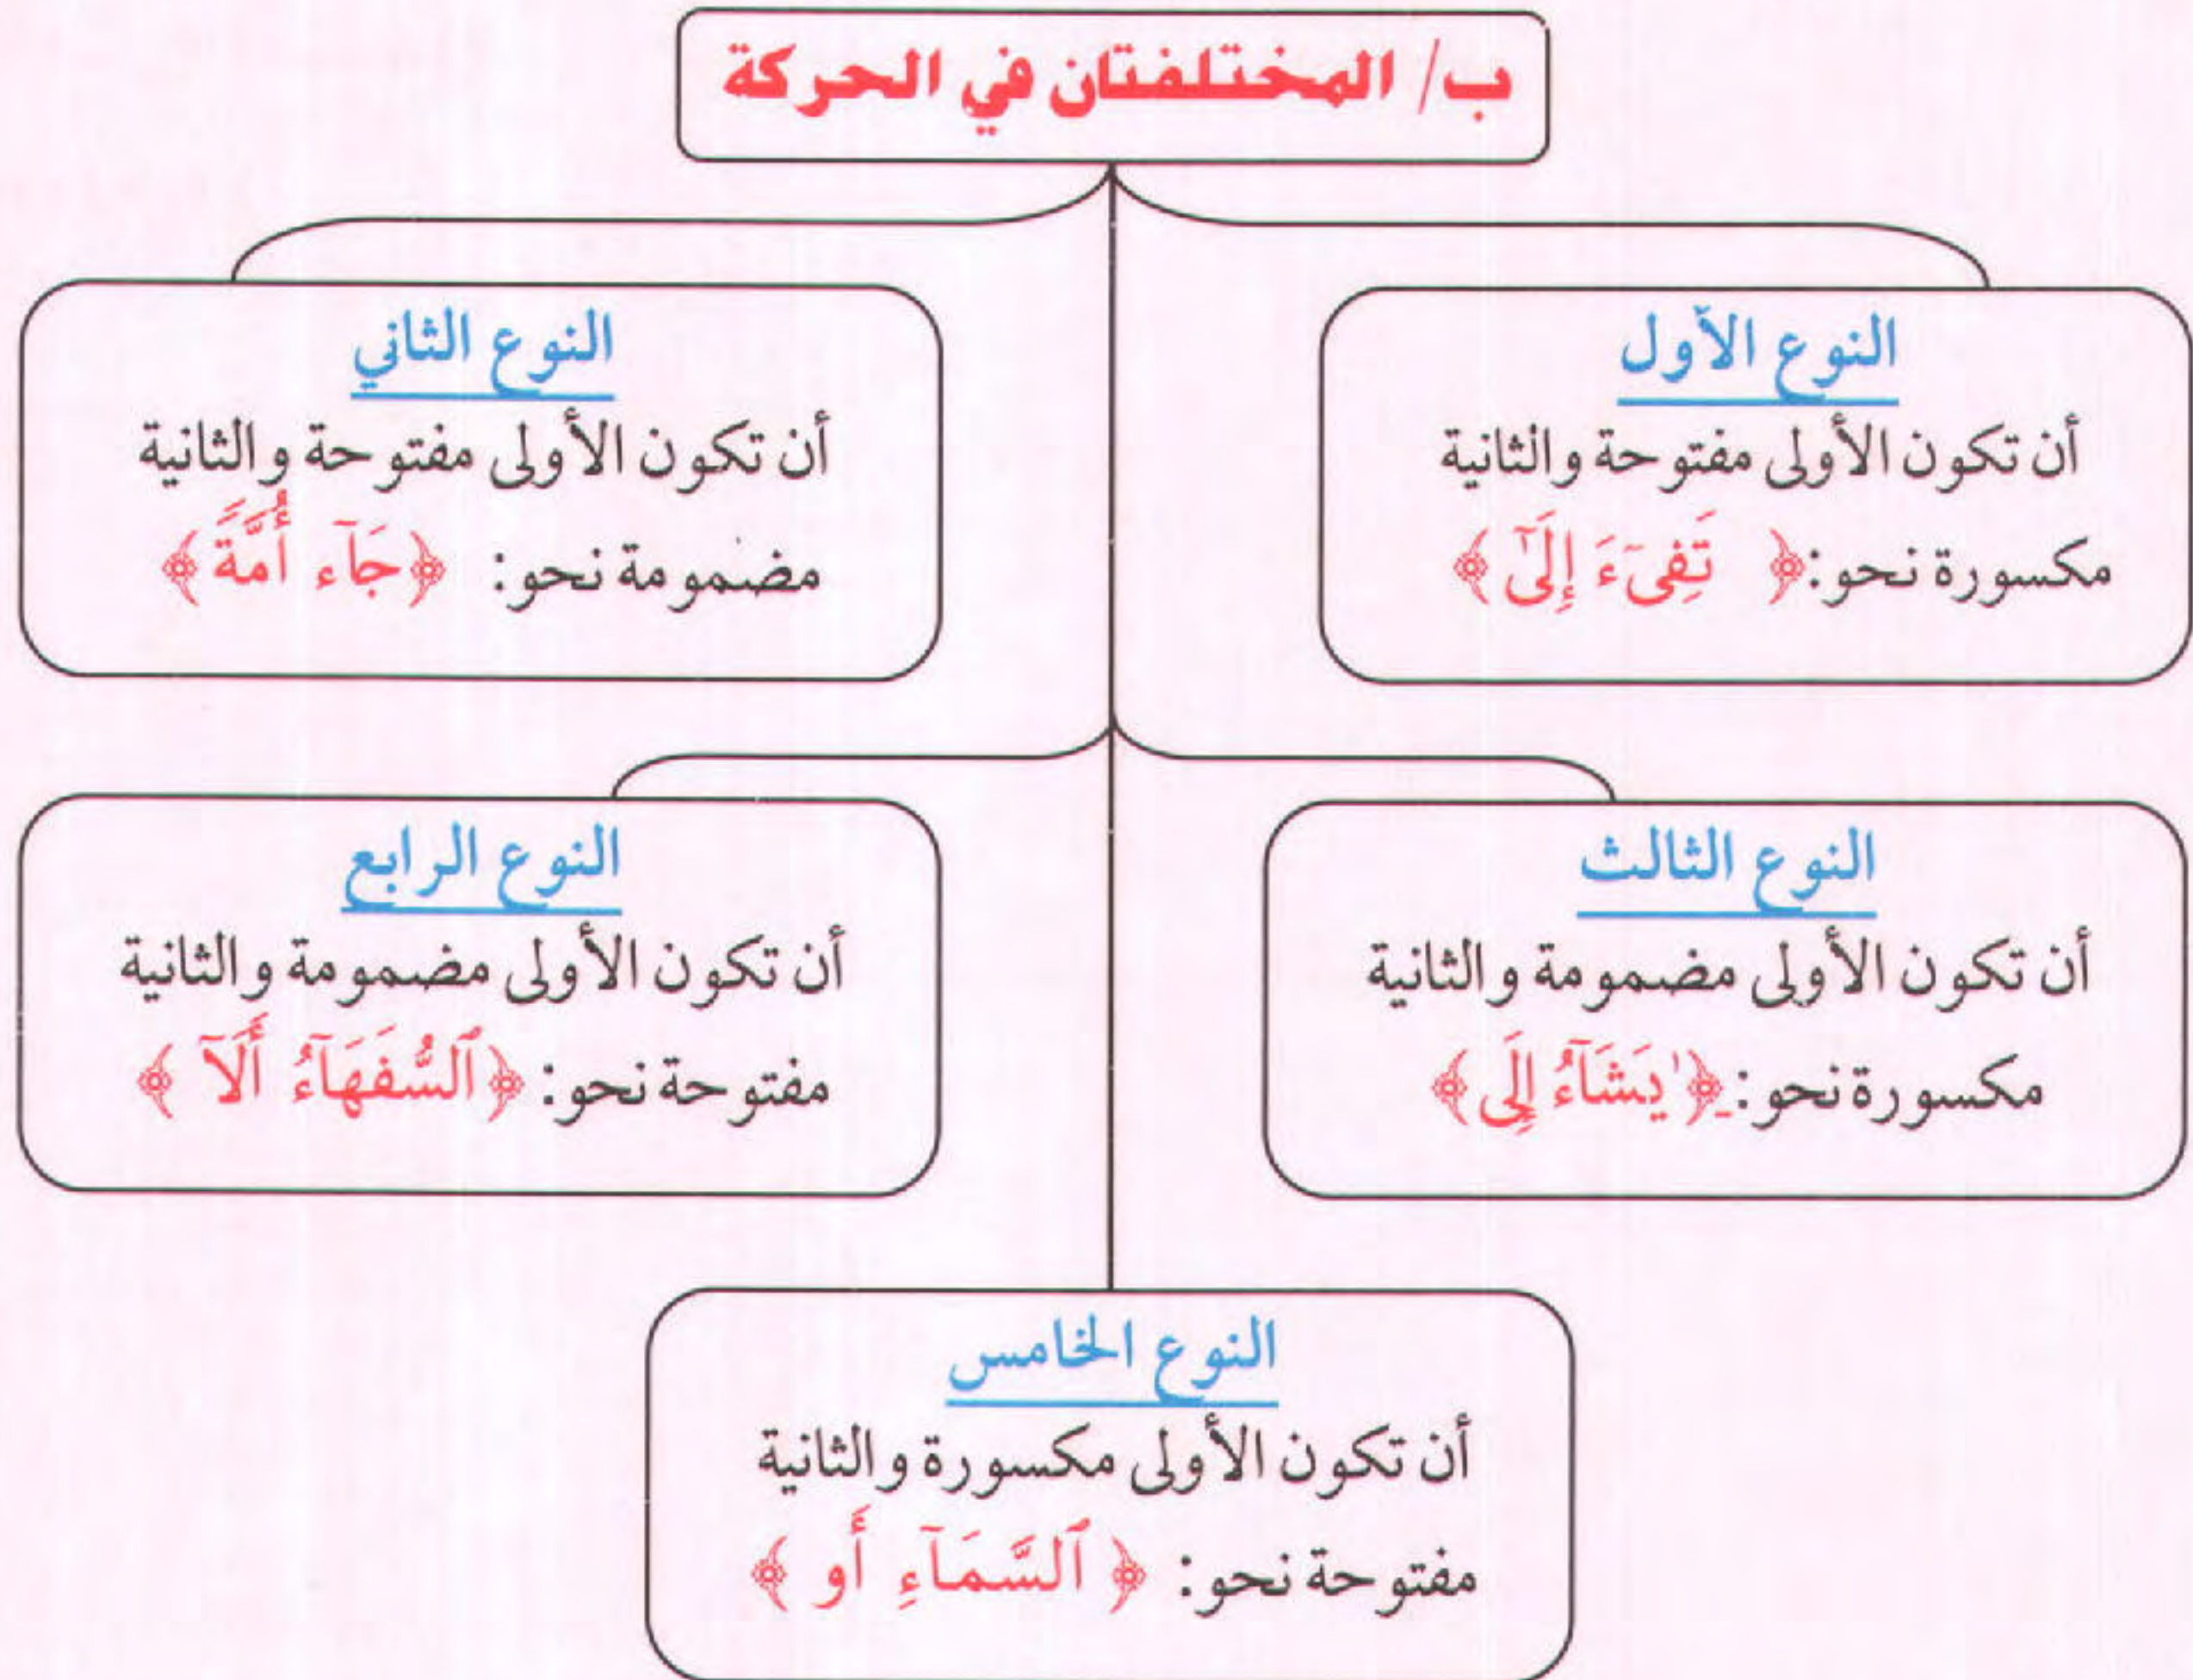 ب/ المختلفتان في الحركة
النوع الأول
أن تكون الأولى مفتوحة والثانية
مكسورة نحو: ﴿ تَفِىٓءَ إِلَىٰٓ ﴾
النوع الثاني
أن تكون الأولى مفتوحة والثانية
مضمومة نحو: ﴿جَآء أُمَّةً﴾
النوع الثالث
أن تكون الأولى مضمومة والثانية
مكسورة نحو: ﴿يَشَآءُ إِلَى﴾
النوع الرابع
أن تكون الأولى مضمومة والثانية
مفتوحة نحو: ﴿ٱلسُّفَهَآءُ أَلَآ ﴾
النوع الخامس
أن تكون الأولى مكسورة والثانية
مفتوحة نحو: ﴿ ٱلسَّمَآءِ أَو ﴾